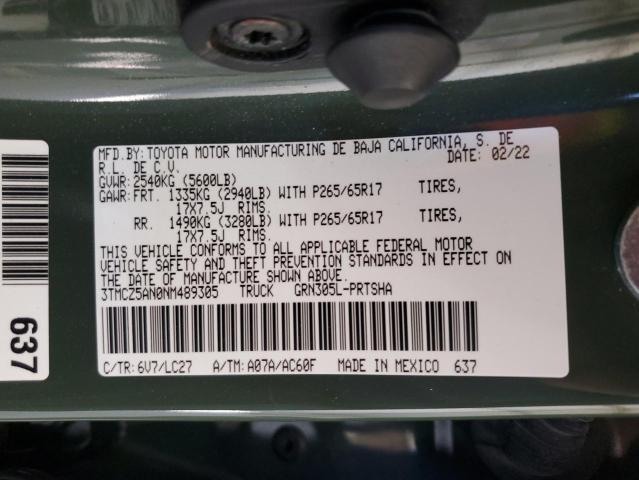 MFD.BY: TOYOTA MOTOR MANUFACTURING DE BAJA CALIFORNIA, S. DE
R.L. DE C.V. DATE: 02/22
GVWR: 2540KG (5600LB)
GAWR: FRT. 1335KG (2940LB) WITH P265/65R17 TIRES,
17X7.5J RIMS.
RR. 1490KG (3280LB) WITH P265/65R17 TIRES,
17X7.5J RIMS.
THIS VEHICLE CONFORMS TO ALL APPLICABLE FEDERAL MOTOR
VEHICLE SAFETY AND THEFT PREVENTION STANDARDS IN EFFECT ON
THE DATE OF MANUFACTURE SHOWN ABOVE.
3TMCZ5AN0NM489305 TRUCK GRN305L-PRTSHA
C/TR: 6V7/LC27 A/TM: A07A/AC60F MADE IN MEXICO 637
637